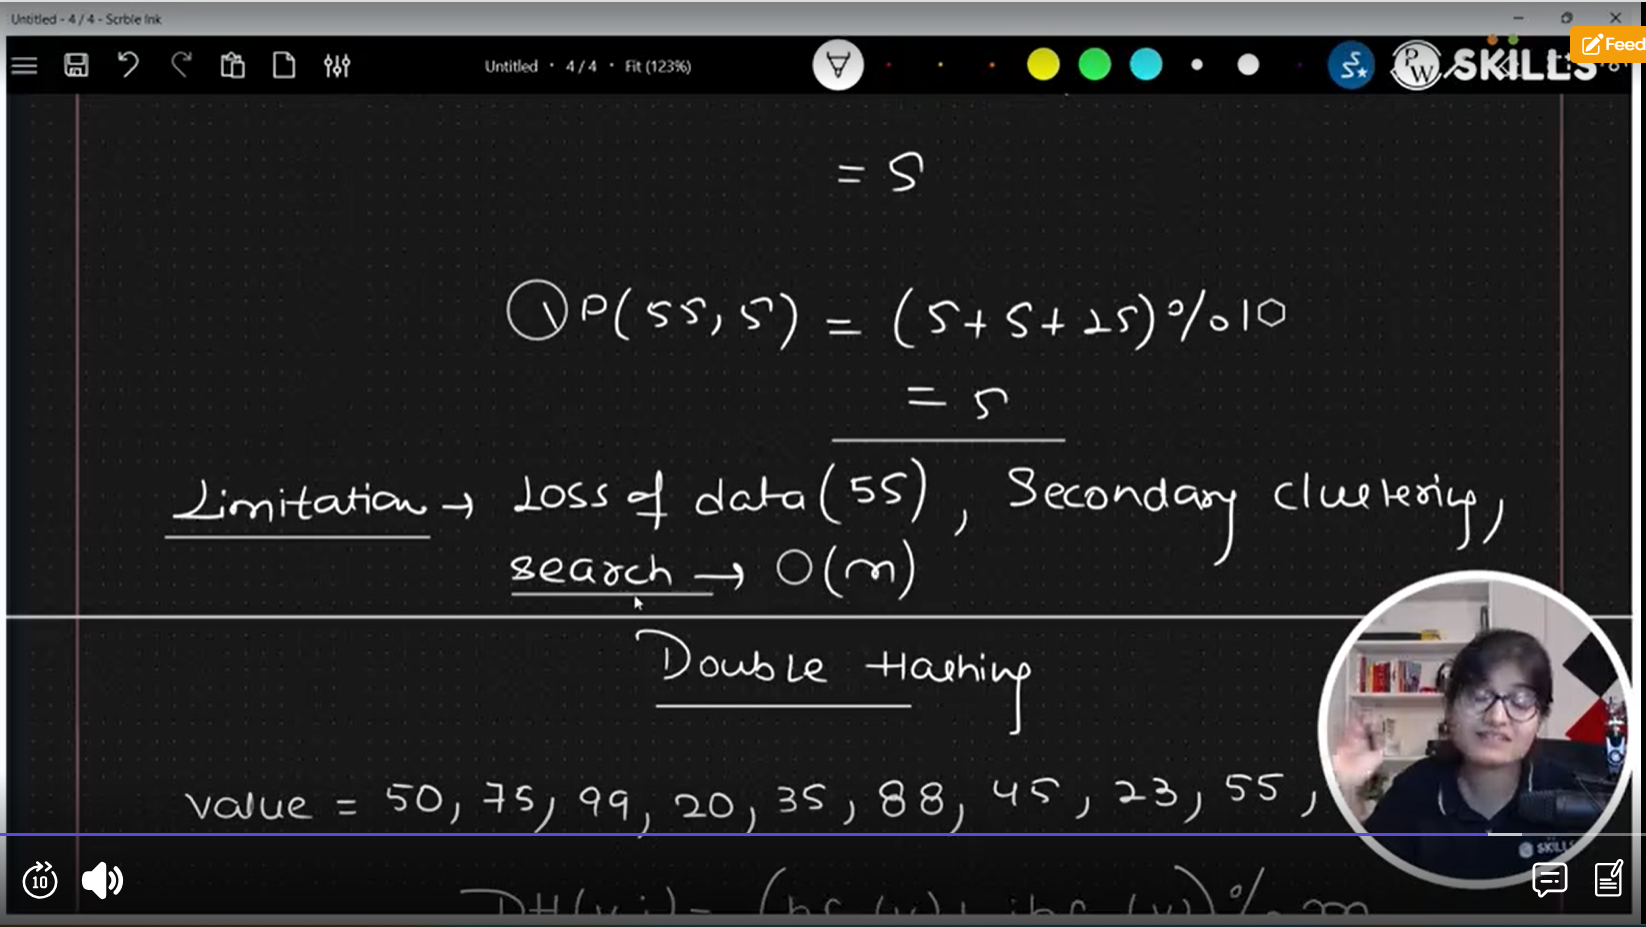 Untitled - 4 / 4 - Scrble Ink
Untitled • 4 / 4 • Fit (123%)
PW SKILLS
Feed
= 5
QP(55, 5) = (5+5+25)%10
= 5
Limitation → Loss of data (55), Secondary clustering,
search → O(n)
Double Hashing
value = 50, 75, 99, 20, 35, 88, 45, 23, 55,
SKILL
10